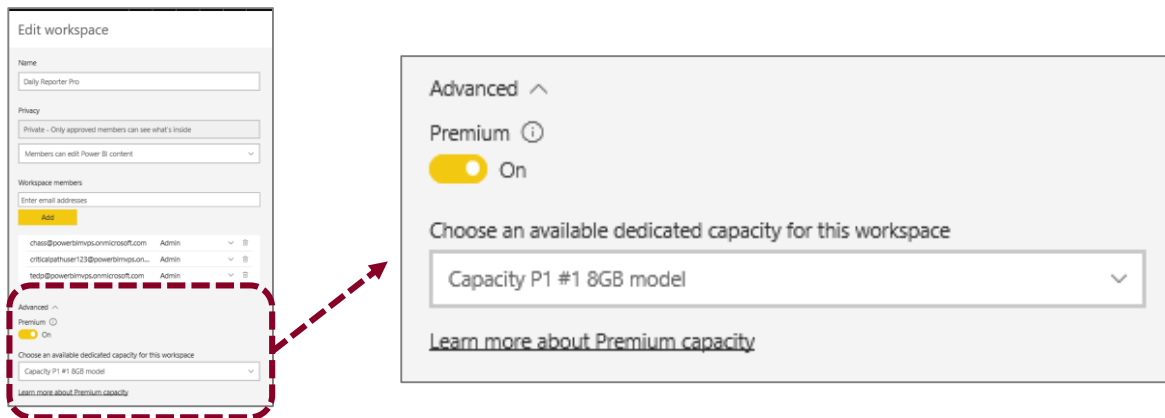 Edit workspace
Name
Daily Reporter Pro
Privacy
Private - Only approved members can see what's inside
Members can edit Power BI content
Workspace members
Enter email addresses
Add
chass@powerbimvps.onmicrosoft.com Admin
criticalpathuser123@powerbimvps.on... Admin
tedp@powerbimvps.onmicrosoft.com Admin
Advanced
Premium
On
Choose an available dedicated capacity for this workspace
Capacity P1 #1 8GB model
Learn more about Premium capacity
Advanced
Premium
On
Choose an available dedicated capacity for this workspace
Capacity P1 #1 8GB model
Learn more about Premium capacity